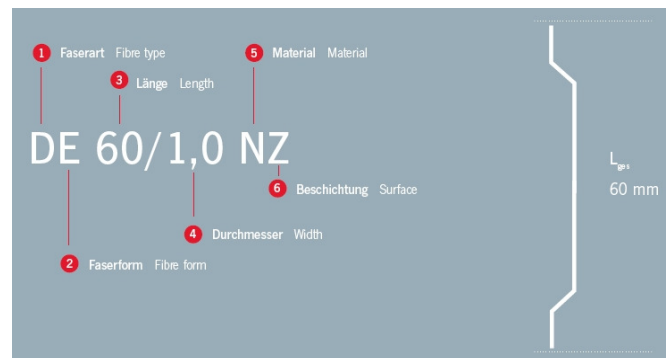 1 Faserart Fibre type
5 Material Material
3 Länge Length
DE 60/1,0 NZ
6 Beschichtung Surface
4 Durchmesser Width
2 Faserform Fibre form
Lges
60 mm